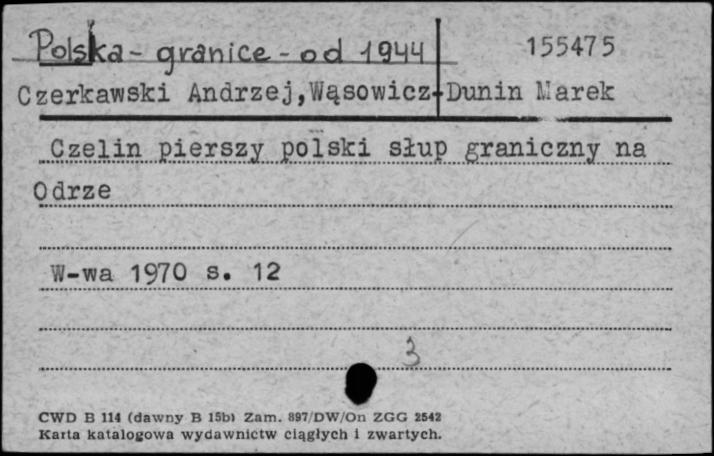 Polska - granice - od 1944 155475
Czerkawski Andrzej,Wąsowicz-Dunin Marek
Czelin pierszy polski słup graniczny na
Odrze
W-wa 1970 s. 12
3
CWD B 114 (dawny B 15b) Zam. 897/DW/On ZGG 2542
Karta katalogowa wydawnictw ciągłych i zwartych.